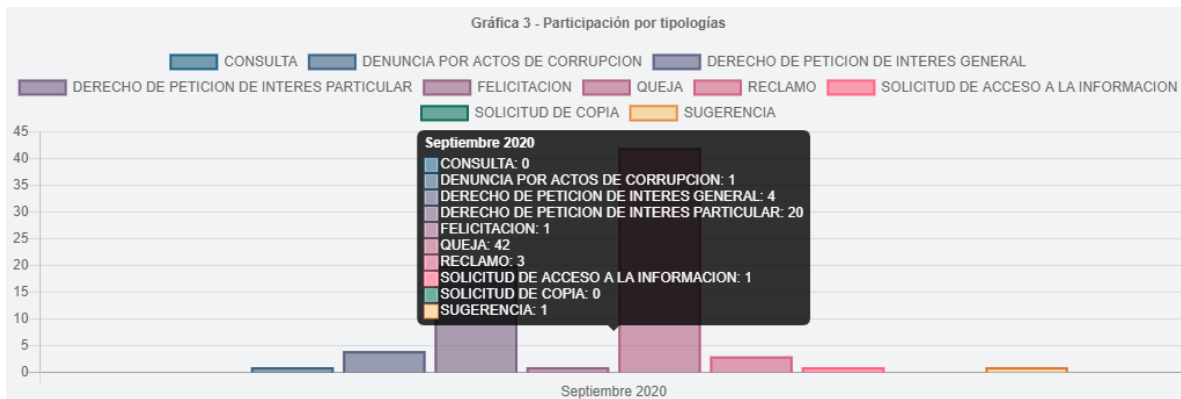 Gráfica 3 - Participación por tipologías
CONSULTA DENUNCIA POR ACTOS DE CORRUPCION DERECHO DE PETICION DE INTERES GENERAL
DERECHO DE PETICION DE INTERES PARTICULAR FELICITACION QUEJA RECLAMO SOLICITUD DE ACCESO A LA INFORMACION
SOLICITUD DE COPIA SUGERENCIA
45
40
35
30
25
20
15
10
5
0
Septiembre 2020
CONSULTA: 0
DENUNCIA POR ACTOS DE CORRUPCION: 1
DERECHO DE PETICION DE INTERES GENERAL: 4
DERECHO DE PETICION DE INTERES PARTICULAR: 20
FELICITACION: 1
QUEJA: 42
RECLAMO: 3
SOLICITUD DE ACCESO A LA INFORMACION: 1
SOLICITUD DE COPIA: 0
SUGERENCIA: 1
Septiembre 2020